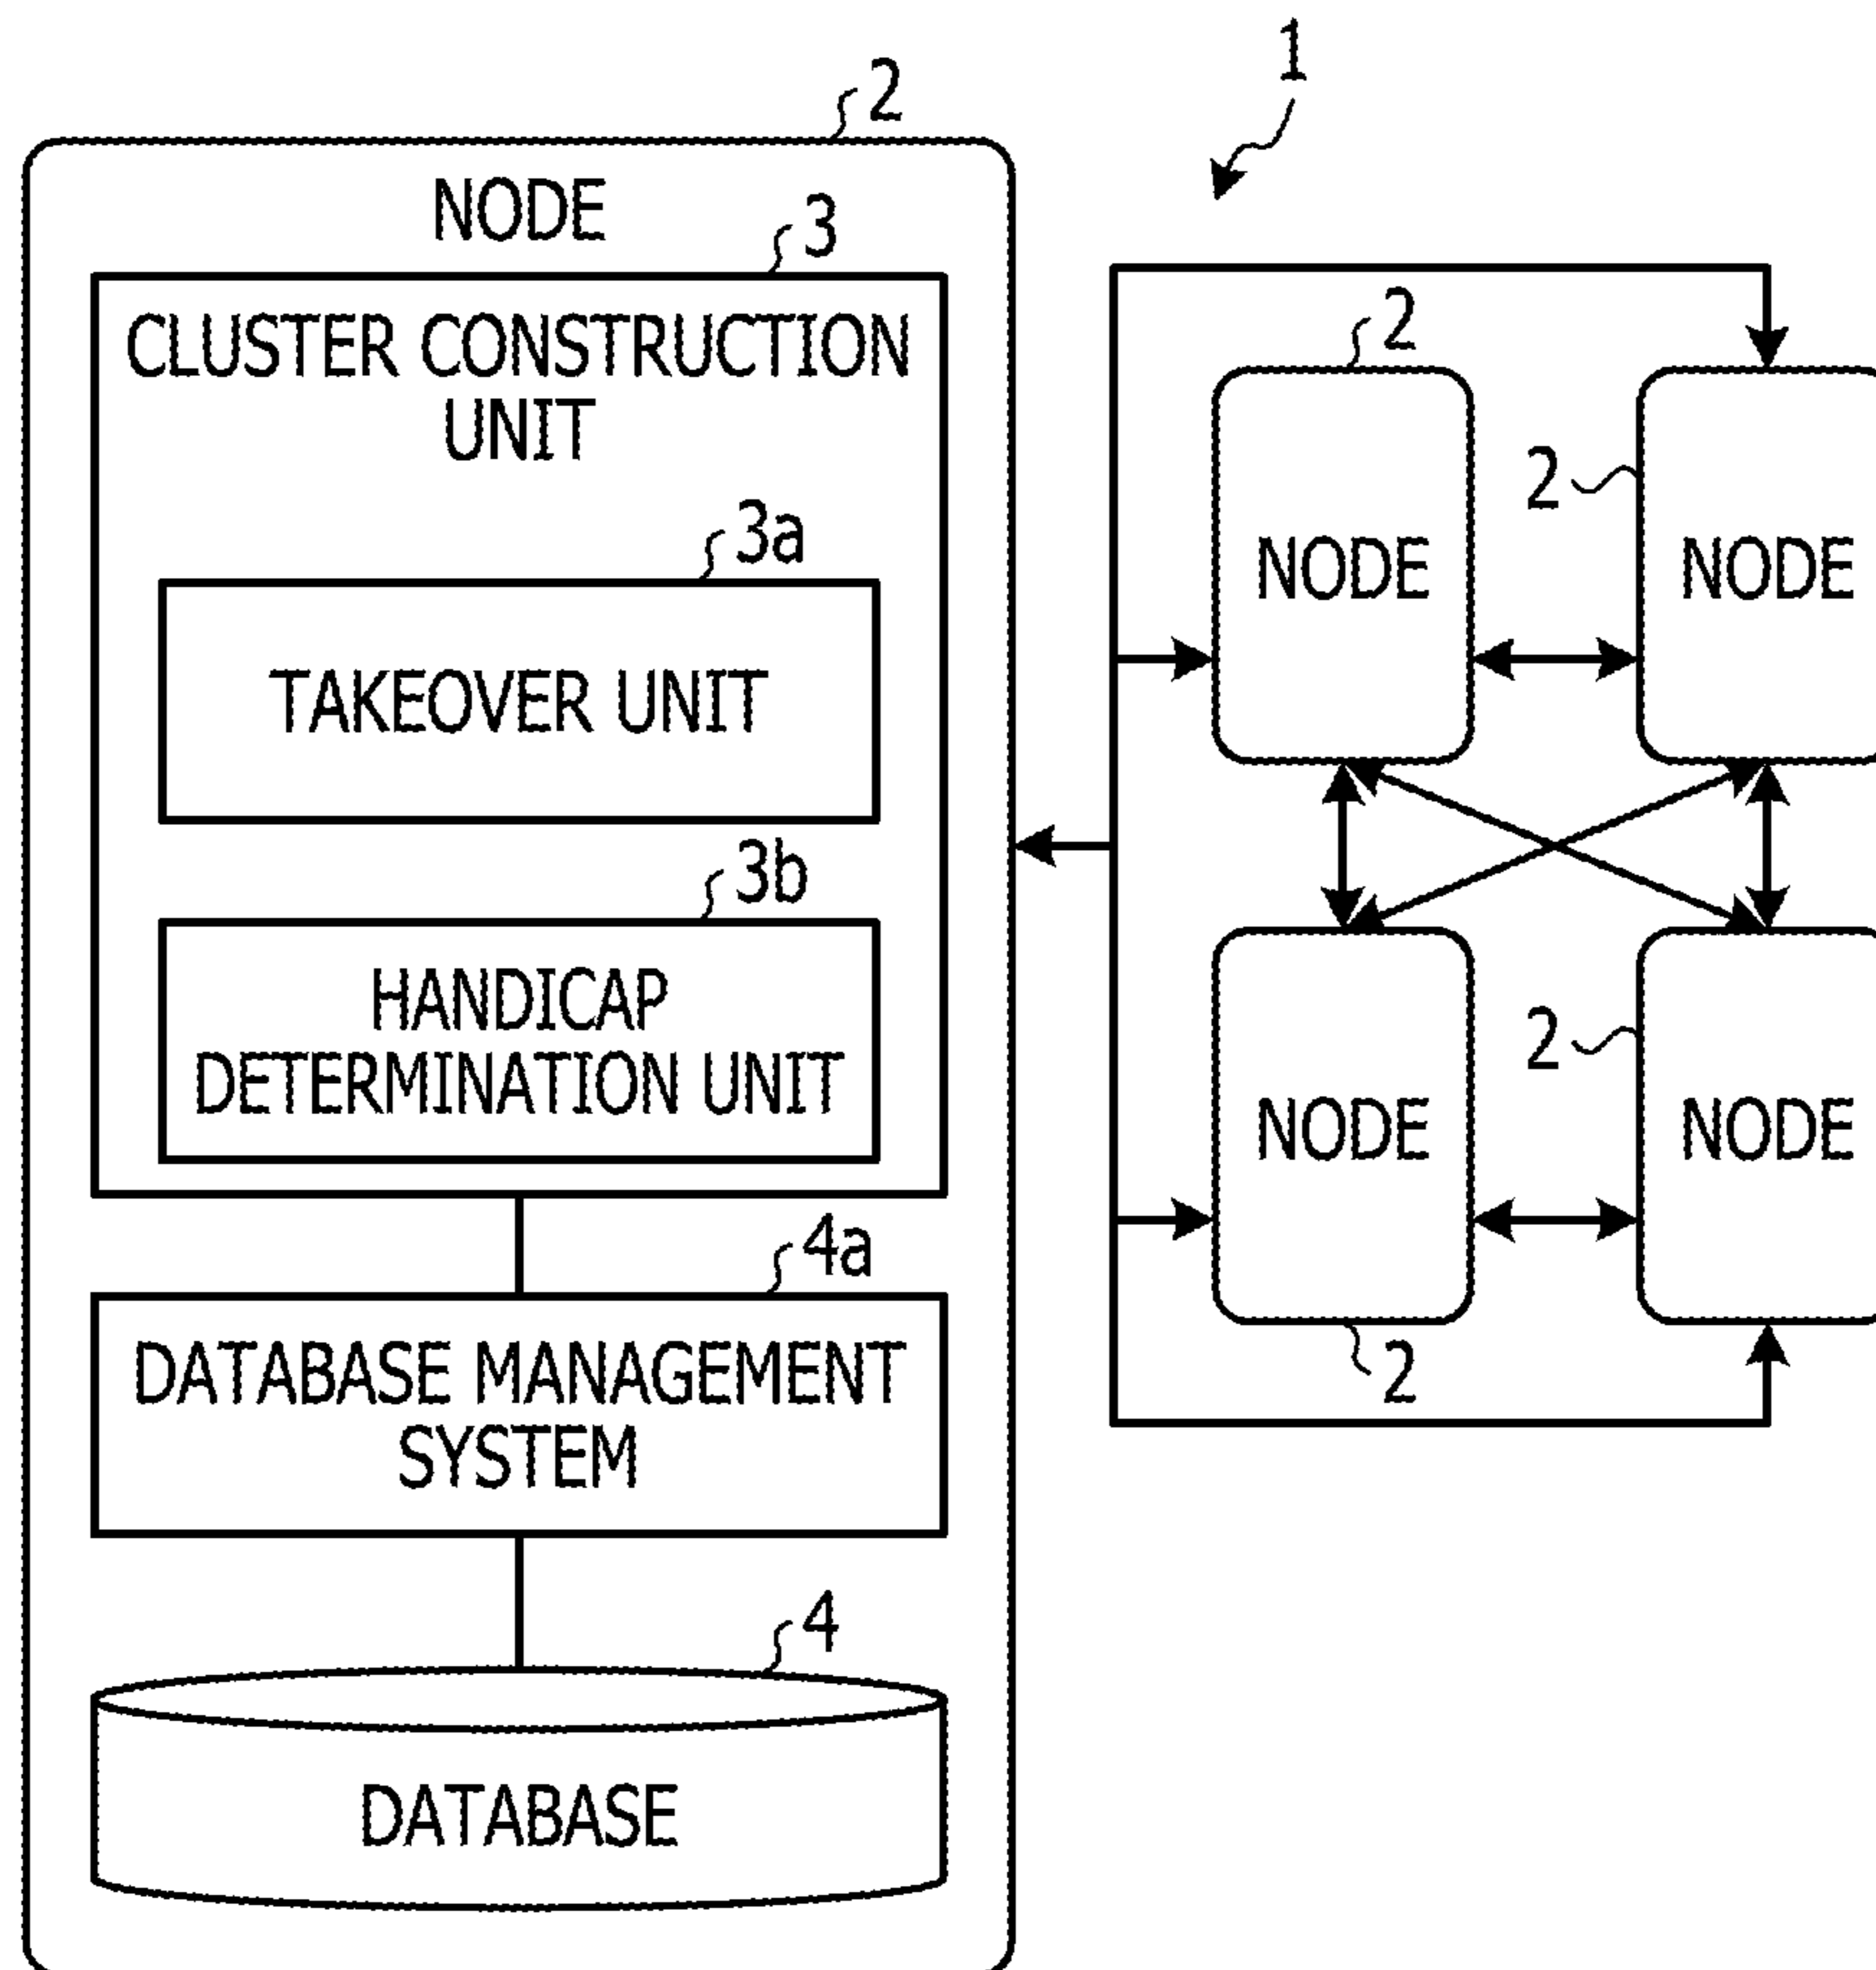 1
2
NODE
3
CLUSTER CONSTRUCTION
UNIT
3a
TAKEOVER UNIT
3b
HANDICAP
DETERMINATION UNIT
4a
DATABASE MANAGEMENT
SYSTEM
4
DATABASE
2
NODE
2
NODE
NODE
2
2
NODE